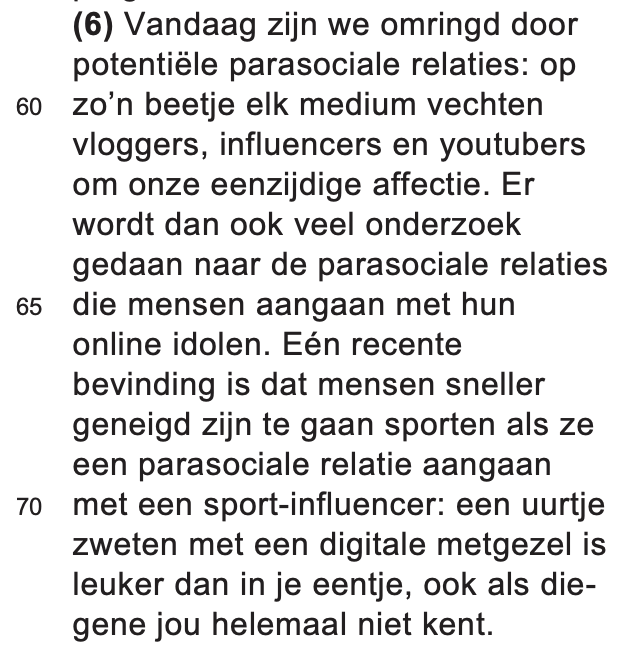 (6) Vandaag zijn we omringd door
potentiële parasociale relaties: op
60 zo’n beetje elk medium vechten
vloggers, influencers en youtubers
om onze eenzijdige affectie. Er
wordt dan ook veel onderzoek
gedaan naar de parasociale relaties
65 die mensen aangaan met hun
online idolen. Eén recente
bevinding is dat mensen sneller
geneigd zijn te gaan sporten als ze
een parasociale relatie aangaan
70 met een sport-influencer: een uurtje
zweten met een digitale metgezel is
leuker dan in je eentje, ook als die-
gene jou helemaal niet kent.